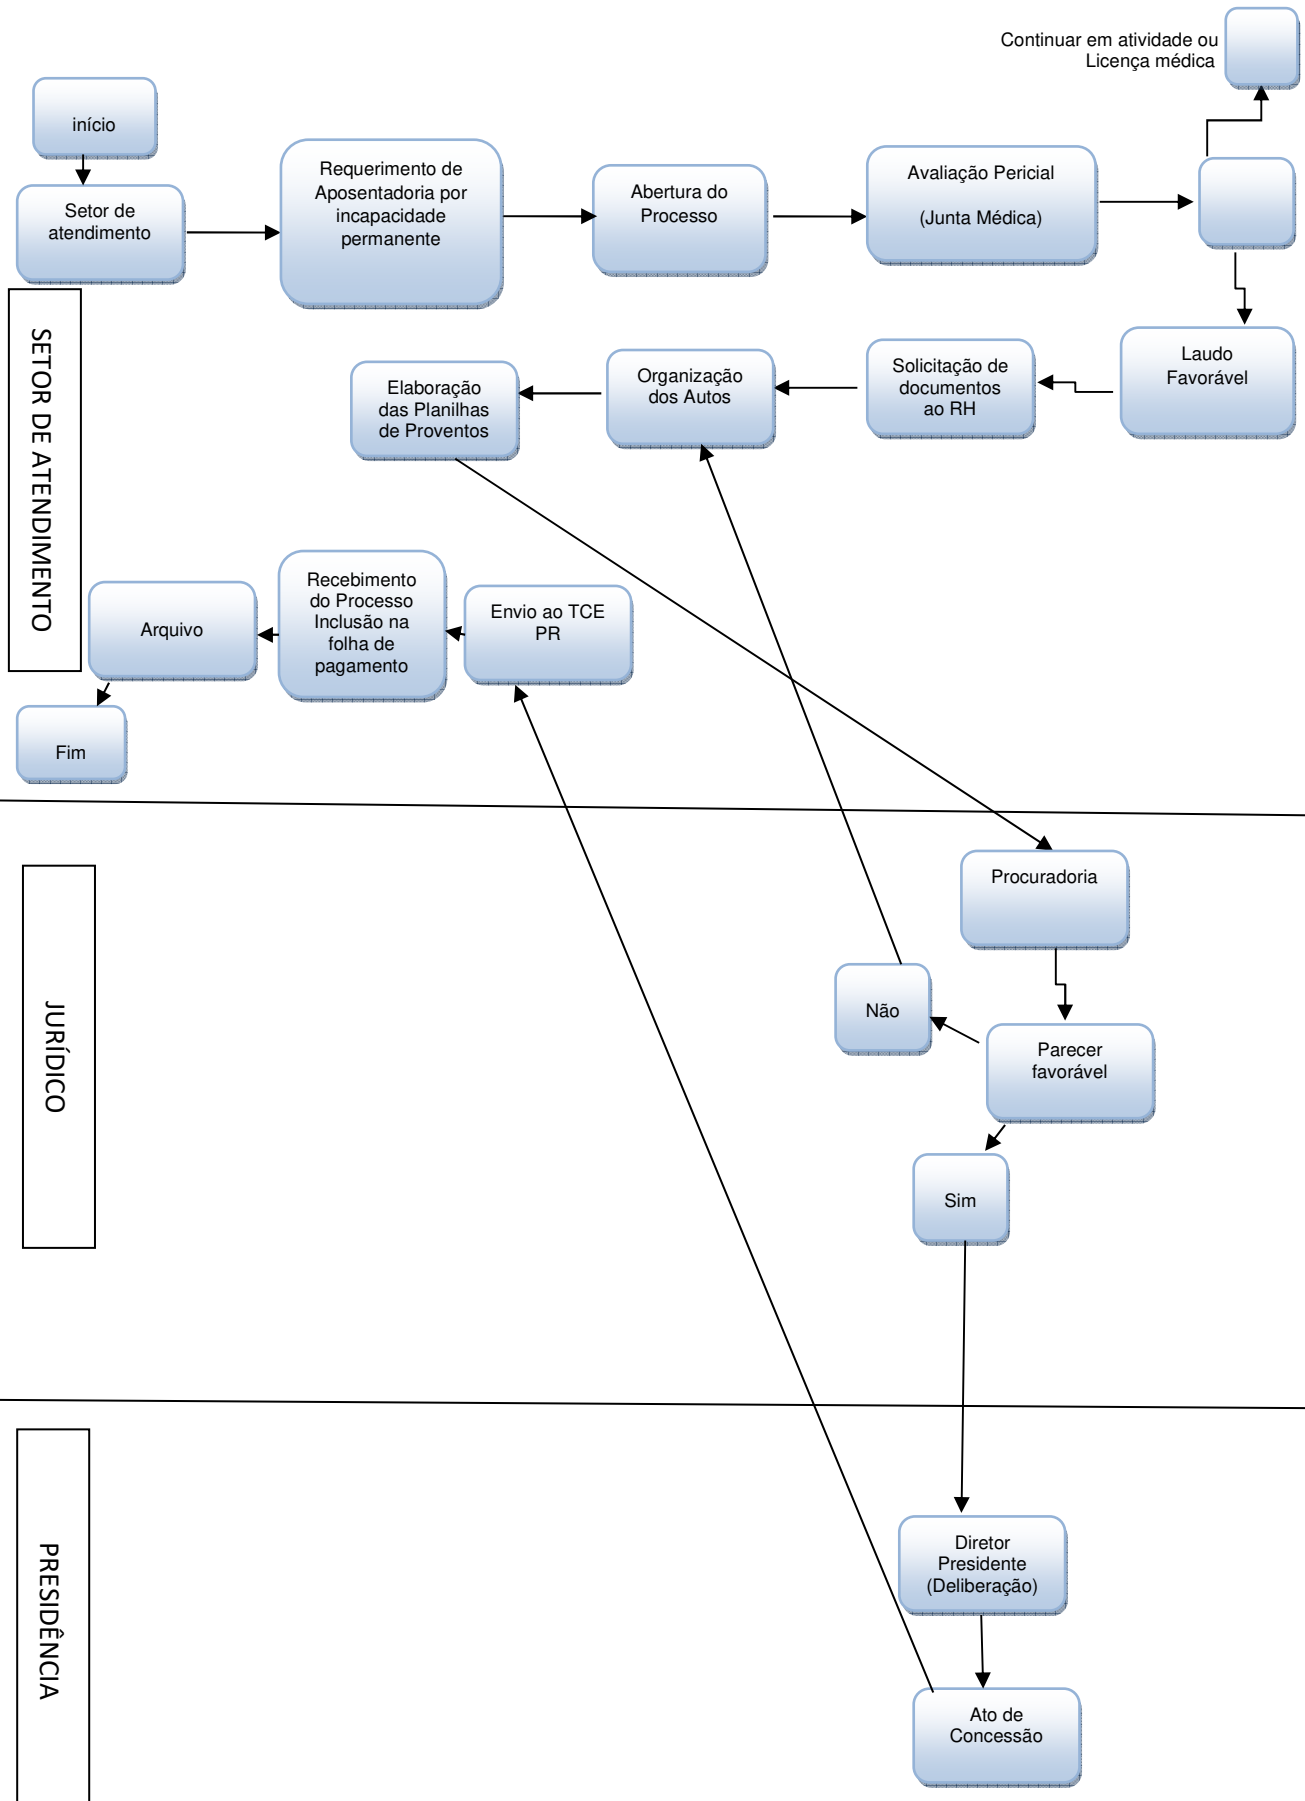 Continuar em atividade ou
Licença médica
início
Setor de
atendimento
Requerimento de
Aposentadoria por
incapacidade
permanente
Abertura do
Processo
Avaliação Pericial
(Junta Médica)
SETOR DE ATENDIMENTO
Elaboração
das Planilhas
de Proventos
Organização
dos Autos
Solicitação de
documentos
ao RH
Laudo
Favorável
Arquivo
Recebimento
do Processo
Inclusão na
folha de
pagamento
Envio ao TCE
PR
Fim
JURÍDICO
Procuradoria
Não
Parecer
favorável
Sim
PRESIDÊNCIA
Diretor
Presidente
(Deliberação)
Ato de
Concessão